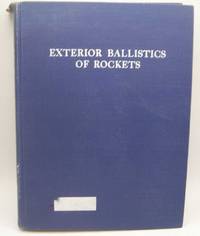 EXTERIOR BALLISTICS
OF ROCKETS